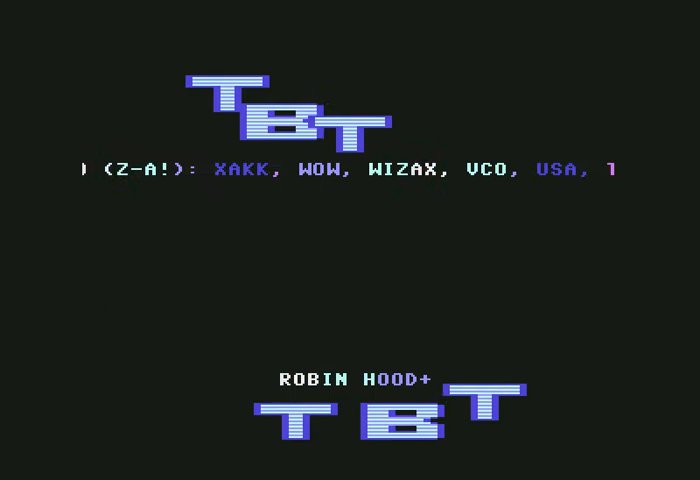 TBT
) (Z-A!): XAKK, WOW, WIZAX, VCO, USA,
ROBIN HOOD+
TBT